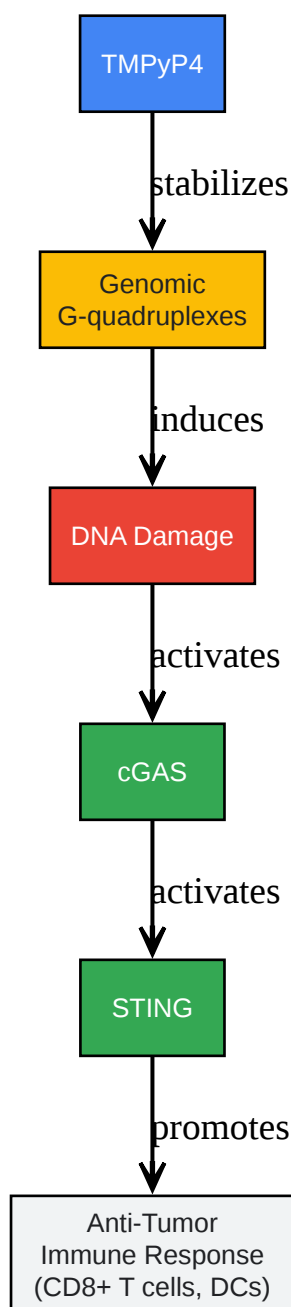 TMPyP4
stabilizes
Genomic
G-quadruplexes
induces
DNA Damage
activates
cGAS
activates
STING
promotes
Anti-Tumor
Immune Response
(CD8+ T cells, DCs)